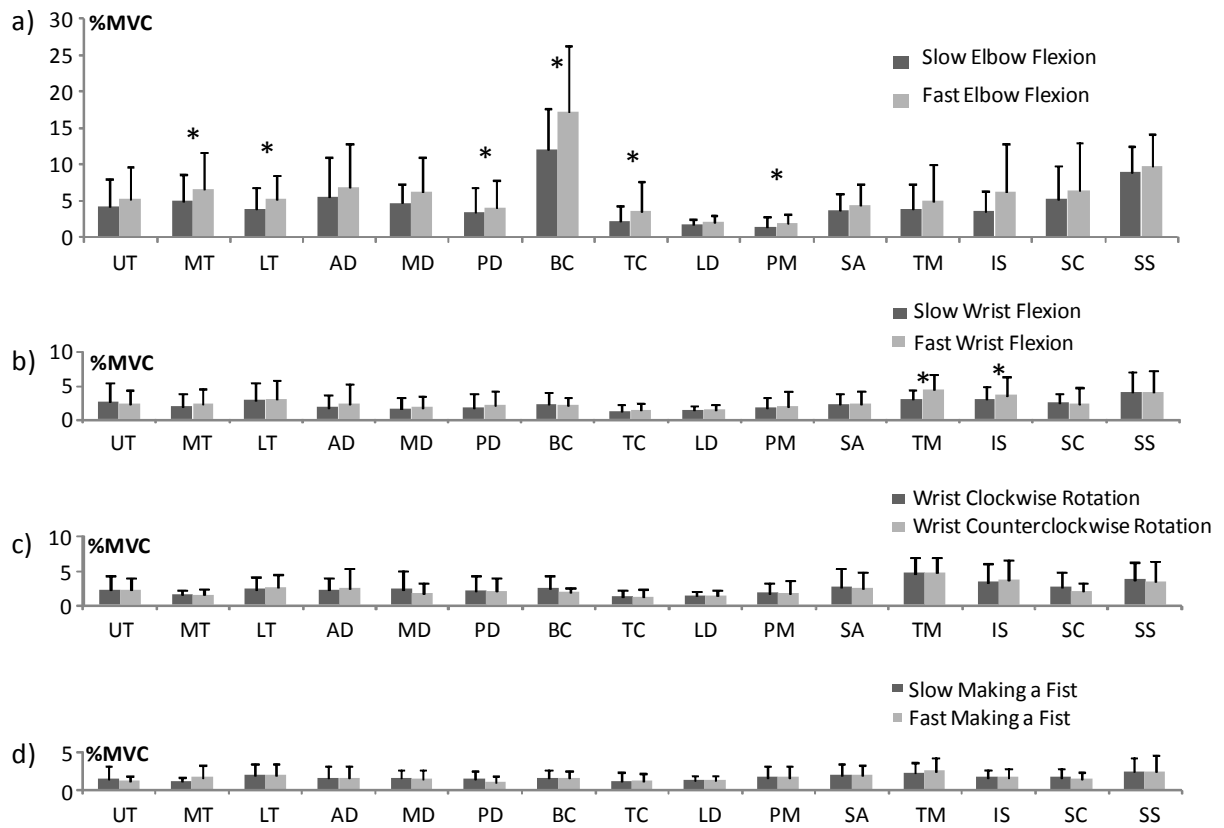 a)
%MVC
30
25
20
15
10
5
0
* * * * * *
Slow Elbow Flexion
Fast Elbow Flexion
UT MT LT AD MD PD BC TC LD PM SA TM IS SC SS
b)
%MVC
10
5
0
* *
Slow Wrist Flexion
Fast Wrist Flexion
UT MT LT AD MD PD BC TC LD PM SA TM IS SC SS
c)
%MVC
10
5
0
Wrist Clockwise Rotation
Wrist Counterclockwise Rotation
UT MT LT AD MD PD BC TC LD PM SA TM IS SC SS
d)
%MVC
5
0
Slow Making a Fist
Fast Making a Fist
UT MT LT AD MD PD BC TC LD PM SA TM IS SC SS